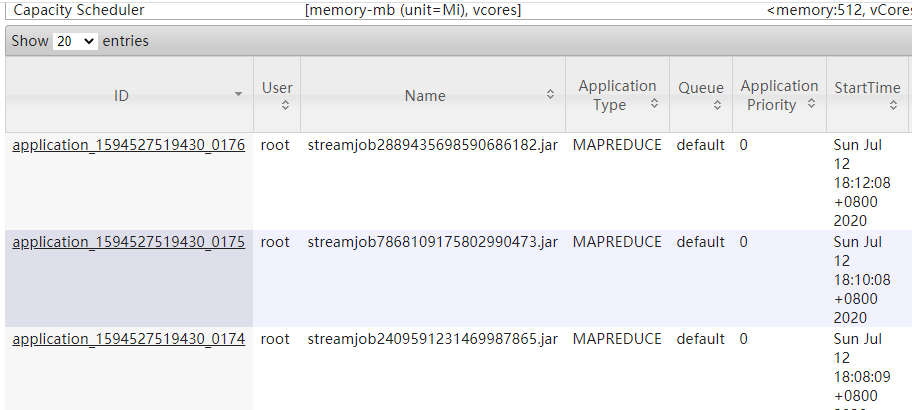 Capacity Scheduler [memory-mb (unit=Mi), vcores] <memory:512, vCores
Show 20 entries
ID User Name Application Type Queue Application Priority StartTime
application_1594527519430_0176 root streamjob2889435698590686182.jar MAPREDUCE default 0 Sun Jul
12
18:12:08
+0800
2020
application_1594527519430_0175 root streamjob7868109175802990473.jar MAPREDUCE default 0 Sun Jul
12
18:10:08
+0800
2020
application_1594527519430_0174 root streamjob2409591231469987865.jar MAPREDUCE default 0 Sun Jul
12
18:08:09
+0800